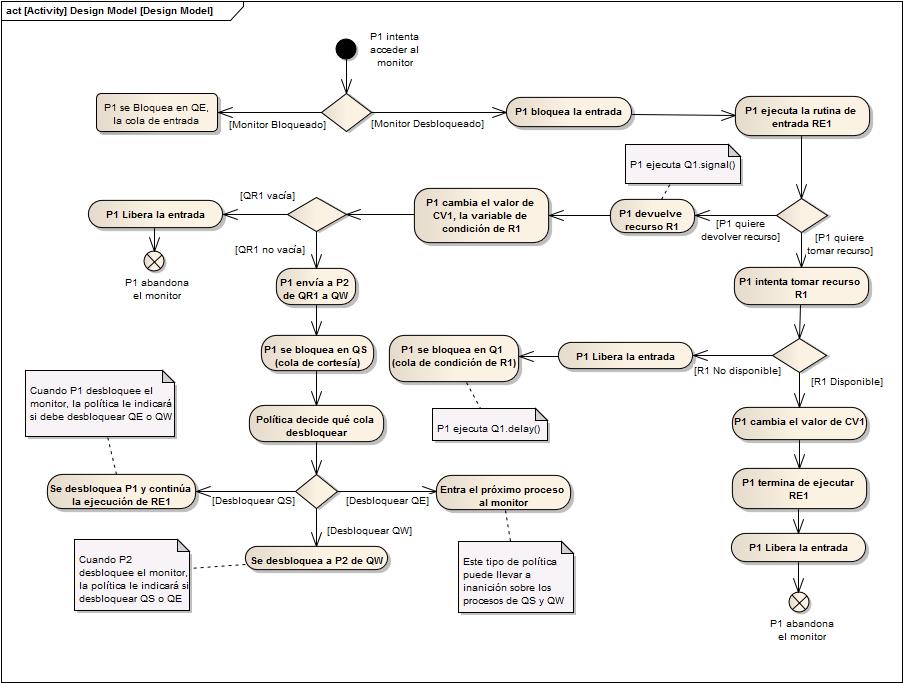 act [Activity] Design Model [Design Model]
P1 intenta
acceder al
monitor
P1 se Bloquea en QE,
la cola de entrada
[Monitor Bloqueado]
[Monitor Desbloqueado]
P1 bloquea la entrada
P1 ejecuta la rutina de
entrada RE1
P1 ejecuta Q1.signal()
[QR1 vacía]
P1 Libera la entrada
P1 cambia el valor de
CV1, la variable de
condición de R1
P1 devuelve
recurso R1
[P1 quiere
devolver recurso]
[P1 quiere
tomar recurso]
[QR1 no vacía]
P1 abandona
el monitor
P1 envía a P2
de QR1 a QW
P1 intenta tomar recurso
R1
P1 se bloquea en QS
(cola de cortesía)
P1 se bloquea en Q1
(cola de condición de R1)
P1 Libera la entrada
[R1 No disponible]
[R1 Disponible]
Cuando P1 desbloquee el
monitor, la política le indicará
si debe desbloquear QE o QW
Política decide qué cola
desbloquear
P1 ejecuta Q1.delay()
P1 cambia el valor de CV1
Se desbloquea P1 y continúa
la ejecución de RE1
[Desbloquear QS]
[Desbloquear QE]
Entra el próximo proceso
al monitor
P1 termina de ejecutar
RE1
[Desbloquear QW]
Cuando P2
desbloquee el monitor,
la política le indicará si
desbloquear QS o QE
Se desbloquea a P2 de QW
Este tipo de política
puede llevar a
inanición sobre los
procesos de QS y QW
P1 Libera la entrada
P1 abandona
el monitor